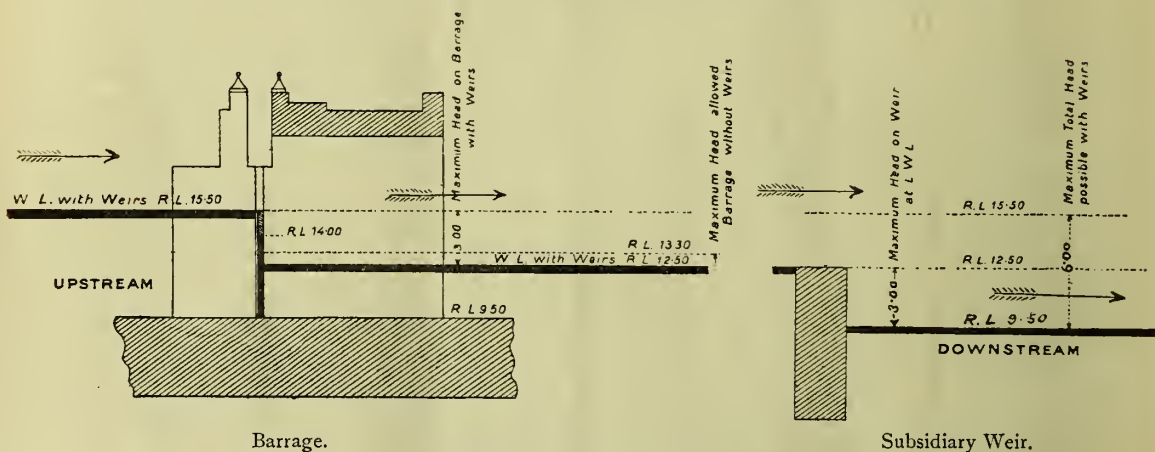 Maximum Head on Barrage
with Weirs
Maximum Head allowed
Barrage without Weirs
Maximum Head on Weir
at L W L
Maximum Total Head
possible with Weirs
W L. with Weirs R L. 15·50
R L 14·00
3 00
R L. 13 30
W L. with Weirs R L. 12·50
UPSTREAM
R L 9 50
R L. 15·50
R L. 12·50
3·00
6·00
R. L 9·50
DOWNSTREAM
Barrage.
Subsidiary Weir.